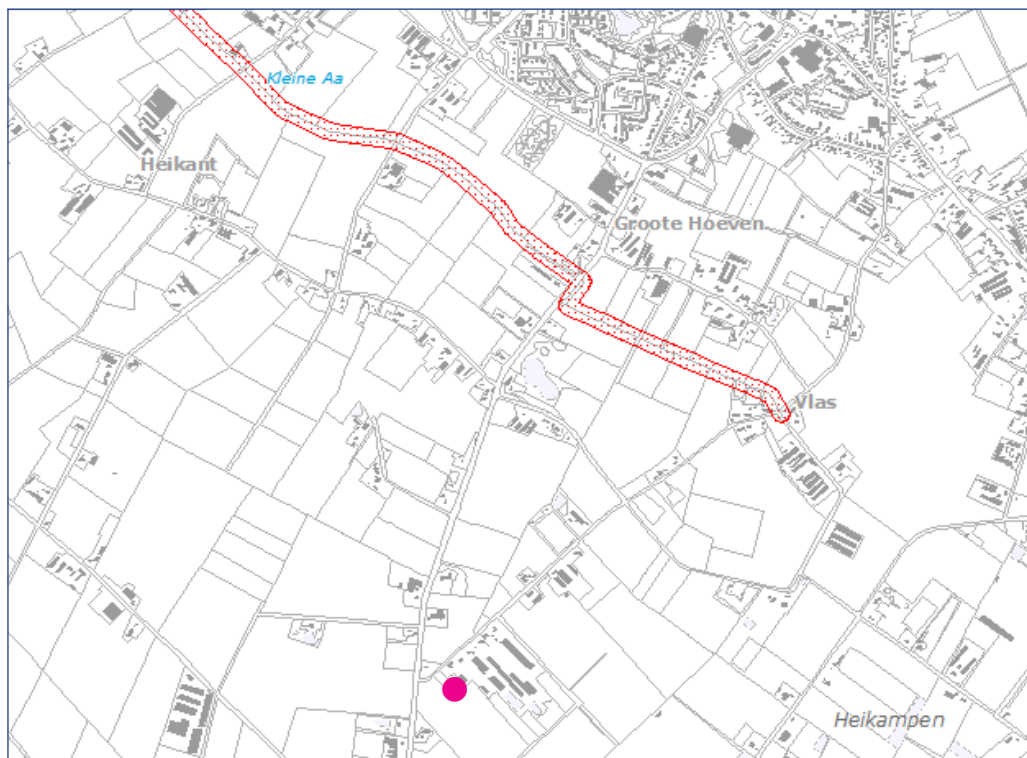 Kleine Aa
Heikant
Groote Hoeven
Vlas
Heikampen